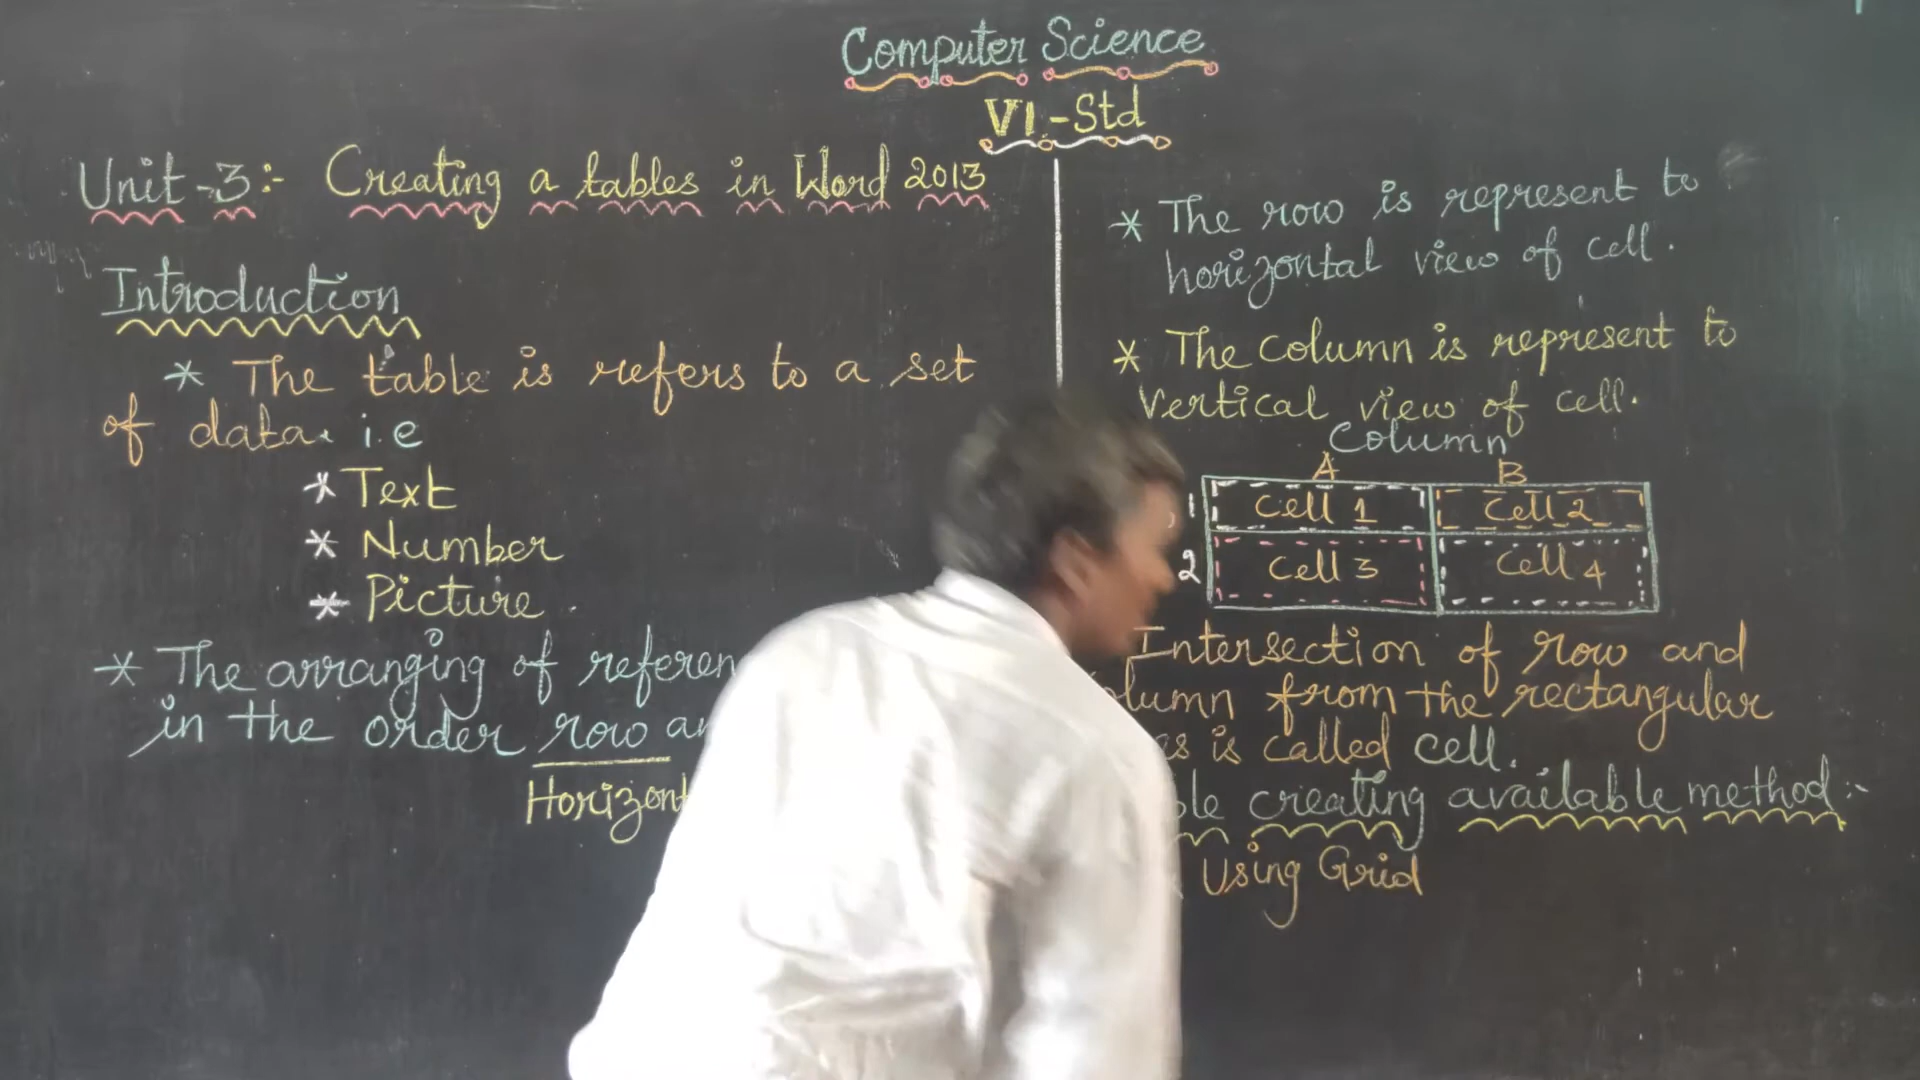 Computer Science
VI-Std
Unit-3:- Creating a tables in Word 2013
Introduction
* The table is refers to a set
of data. i.e
* Text
* Number
* Picture.
* The arranging of
in the order row
* The row is represent to
horizontal view of cell.
* The column is represent to
Vertical view of cell.
Column
A B
1 Cell 1 Cell 2
2 Cell 3 Cell 4
Intersection of row and
from the rectangular
is called cell.
creating available method:-
Using Grid